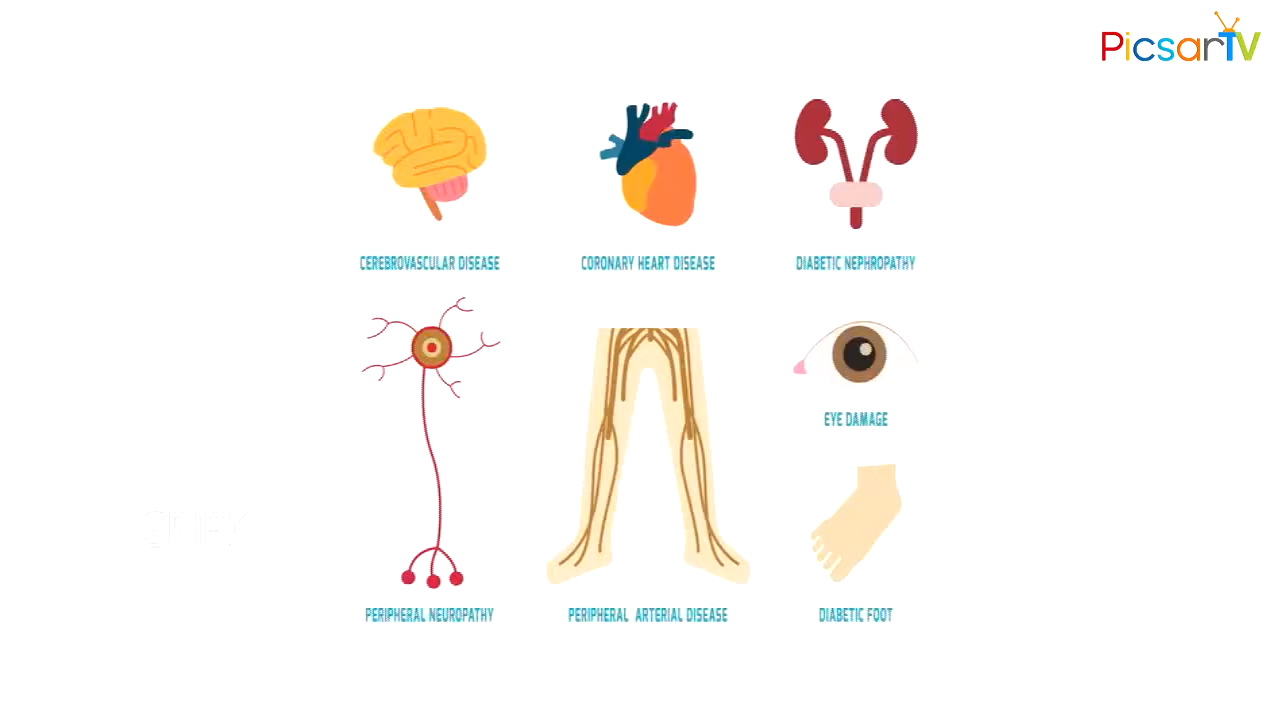 PicsarTV
CEREBROVASCULAR DISEASE
CORONARY HEART DISEASE
DIABETIC NEPHROPATHY
EYE DAMAGE
PERIPHERAL NEUROPATHY
PERIPHERAL ARTERIAL DISEASE
DIABETIC FOOT